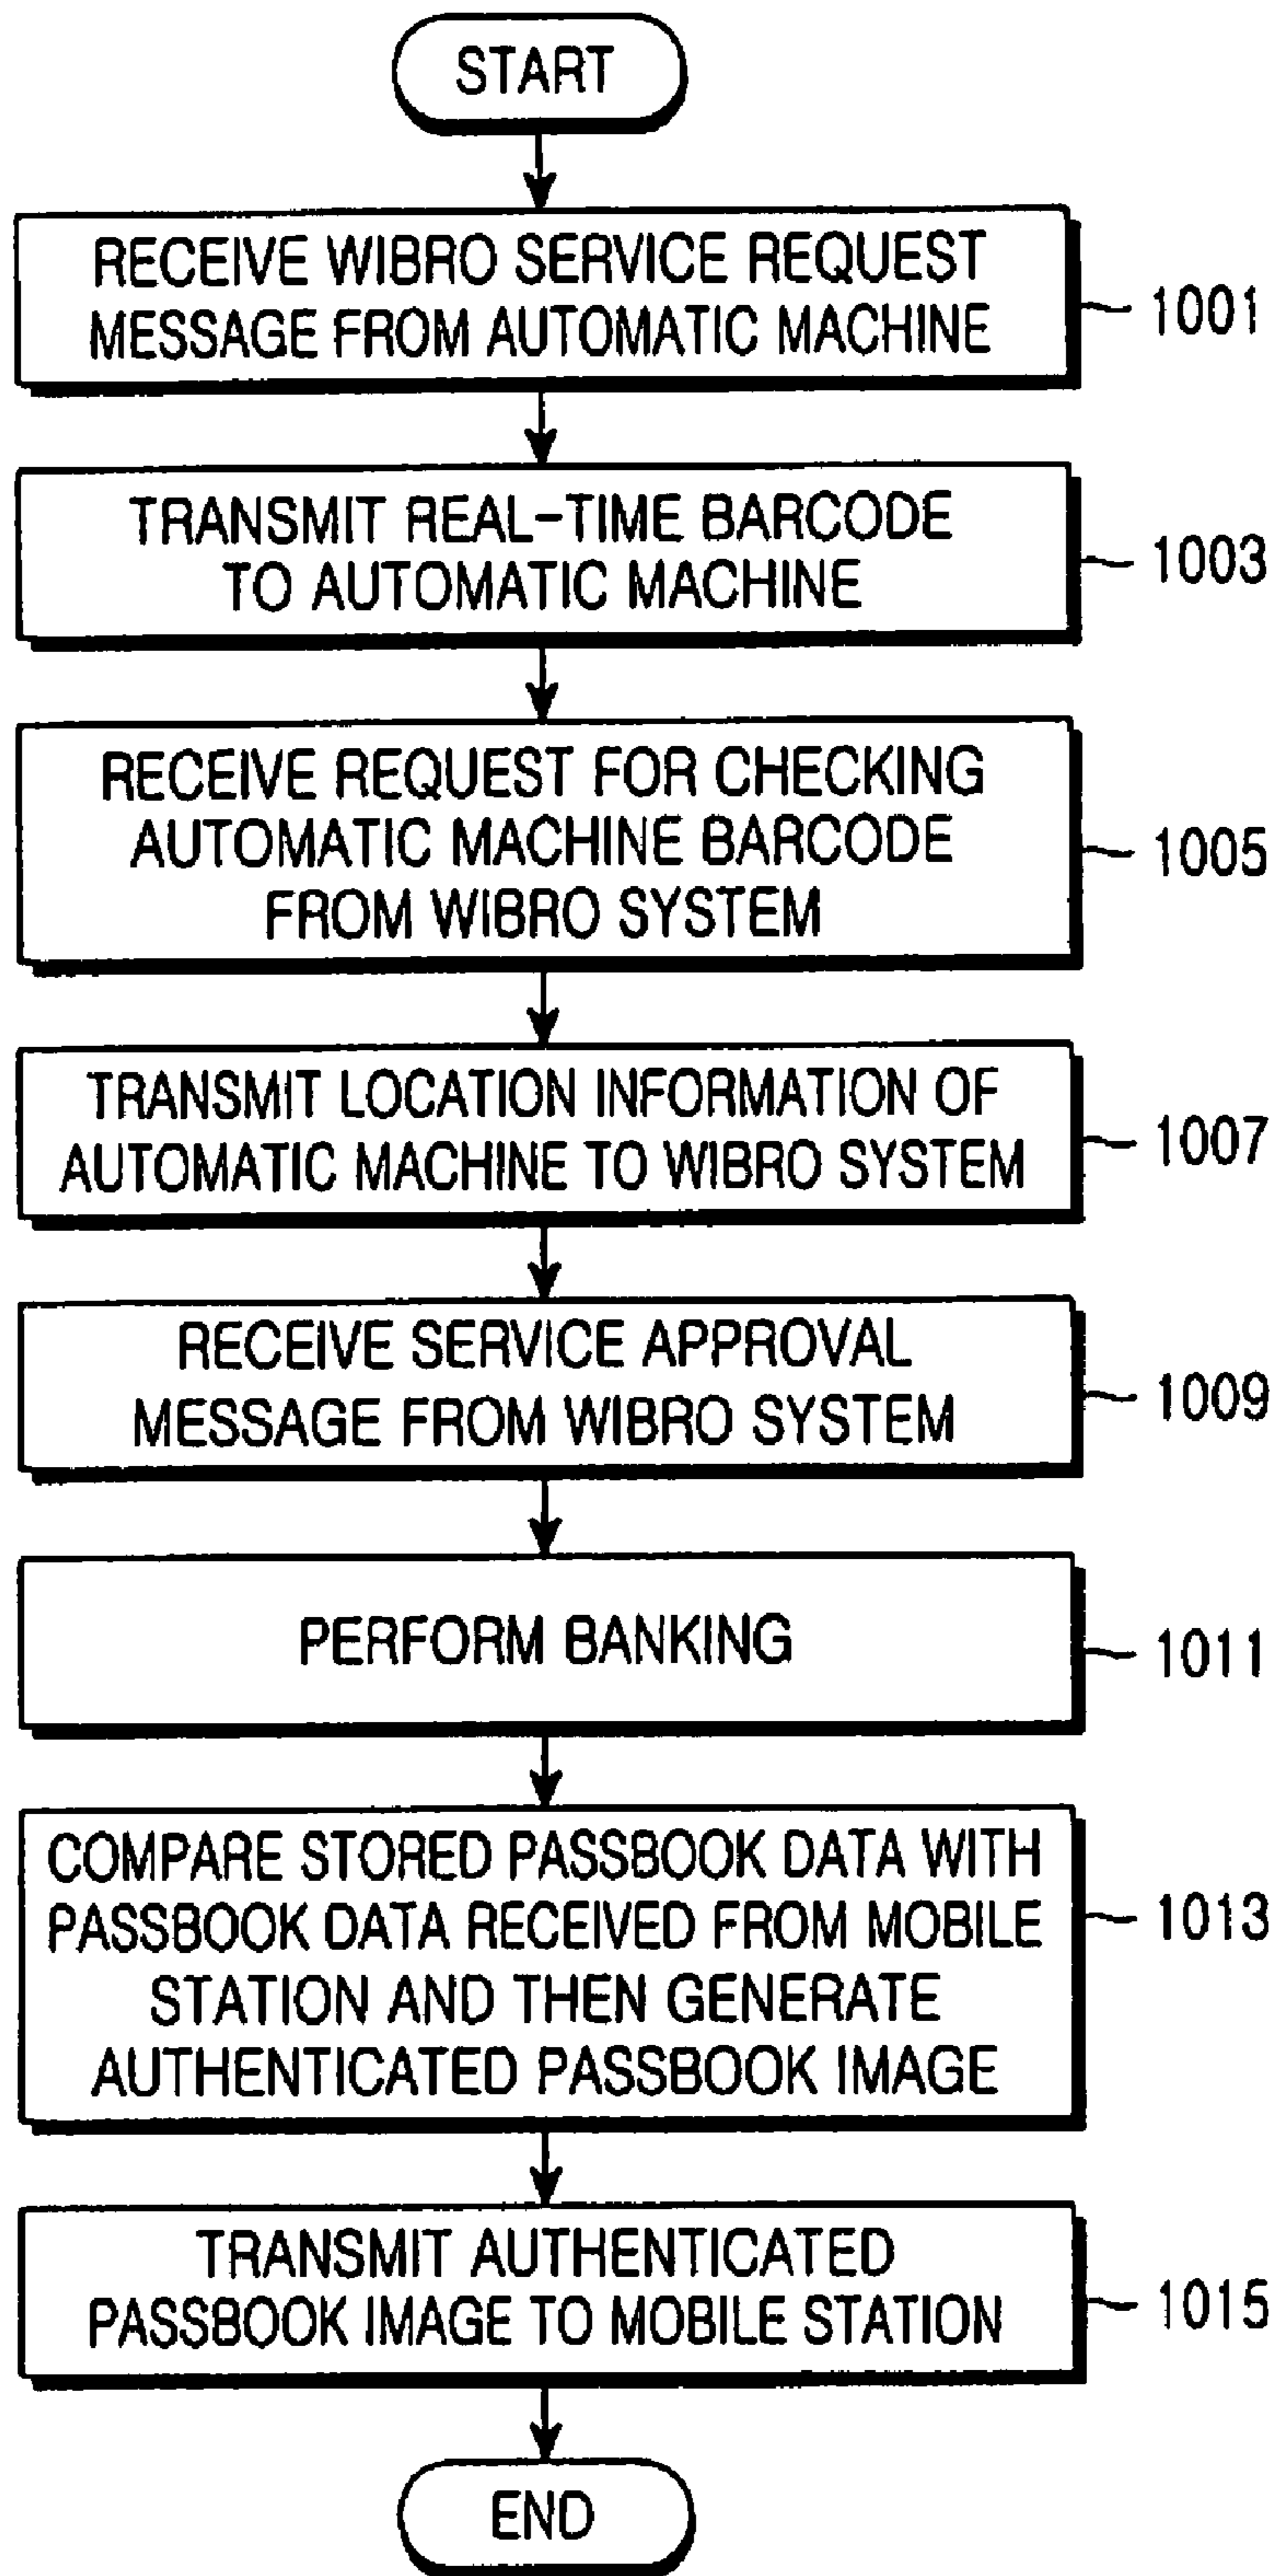 START
RECEIVE WIBRO SERVICE REQUEST
MESSAGE FROM AUTOMATIC MACHINE
1001
TRANSMIT REAL-TIME BARCODE
TO AUTOMATIC MACHINE
1003
RECEIVE REQUEST FOR CHECKING
AUTOMATIC MACHINE BARCODE
FROM WIBRO SYSTEM
1005
TRANSMIT LOCATION INFORMATION OF
AUTOMATIC MACHINE TO WIBRO SYSTEM
1007
RECEIVE SERVICE APPROVAL
MESSAGE FROM WIBRO SYSTEM
1009
PERFORM BANKING
1011
COMPARE STORED PASSBOOK DATA WITH
PASSBOOK DATA RECEIVED FROM MOBILE
STATION AND THEN GENERATE
AUTHENTICATED PASSBOOK IMAGE
1013
TRANSMIT AUTHENTICATED
PASSBOOK IMAGE TO MOBILE STATION
1015
END